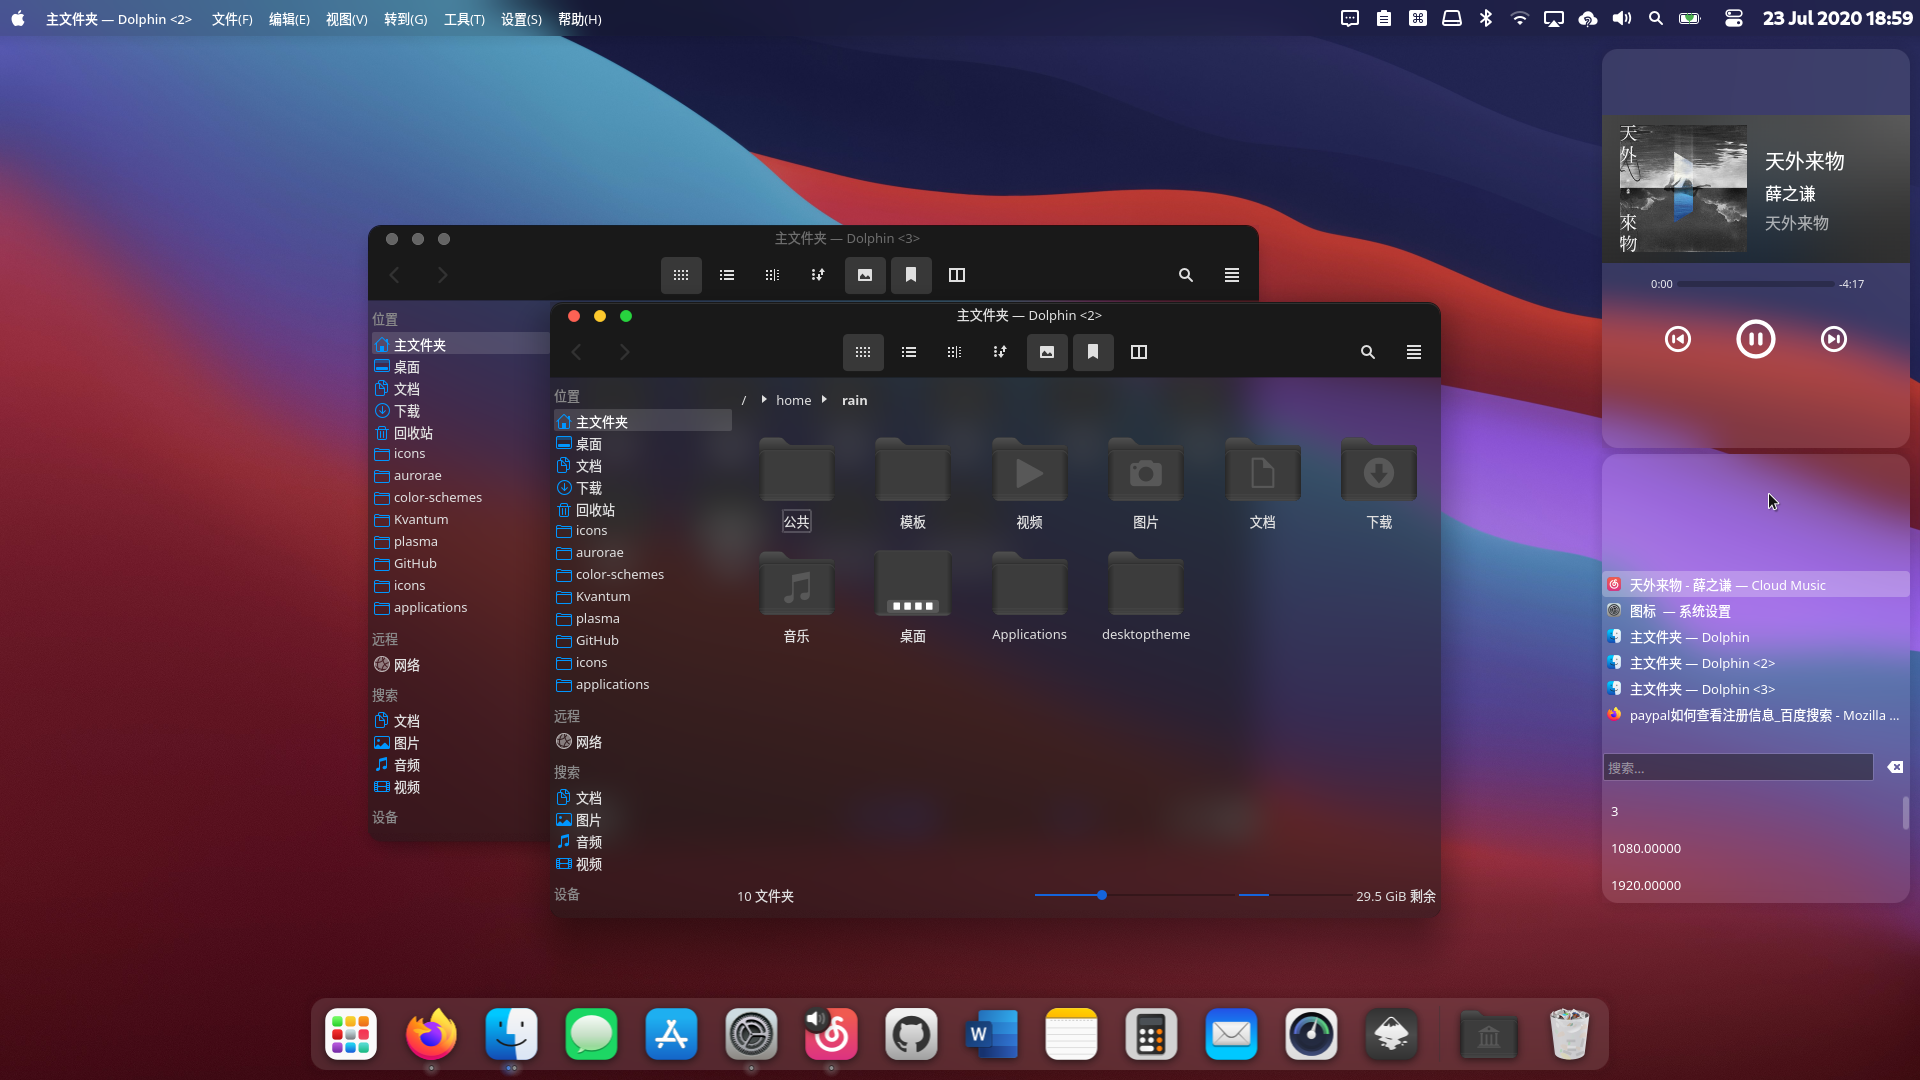 主文件夹 — Dolphin <2> 文件(F) 编辑(E) 视图(V) 转到(G) 工具(T) 设置(S) 帮助(H)
23 Jul 2020 18:59
主文件夹 — Dolphin <3>
位置
主文件夹
桌面
文档
下载
回收站
icons
aurorae
color-schemes
Kvantum
plasma
GitHub
icons
applications
远程
网络
搜索
文档
图片
音频
视频
设备
主文件夹 — Dolphin <2>
位置
主文件夹
桌面
文档
下载
回收站
icons
aurorae
color-schemes
Kvantum
plasma
GitHub
icons
applications
远程
网络
搜索
文档
图片
音频
视频
设备
/ home rain
公共 模板 视频 图片 文档 下载
音乐 桌面 Applications desktoptheme
10 文件夹
29.5 GiB 剩余
天外
來物
天外来物
薛之谦
天外来物
0:00 -4:17
天外来物 - 薛之谦 — Cloud Music
图标 — 系统设置
主文件夹 — Dolphin
主文件夹 — Dolphin <2>
主文件夹 — Dolphin <3>
paypal如何查看注册信息_百度搜索 - Mozilla ...
搜索...
3
1080.00000
1920.00000
W